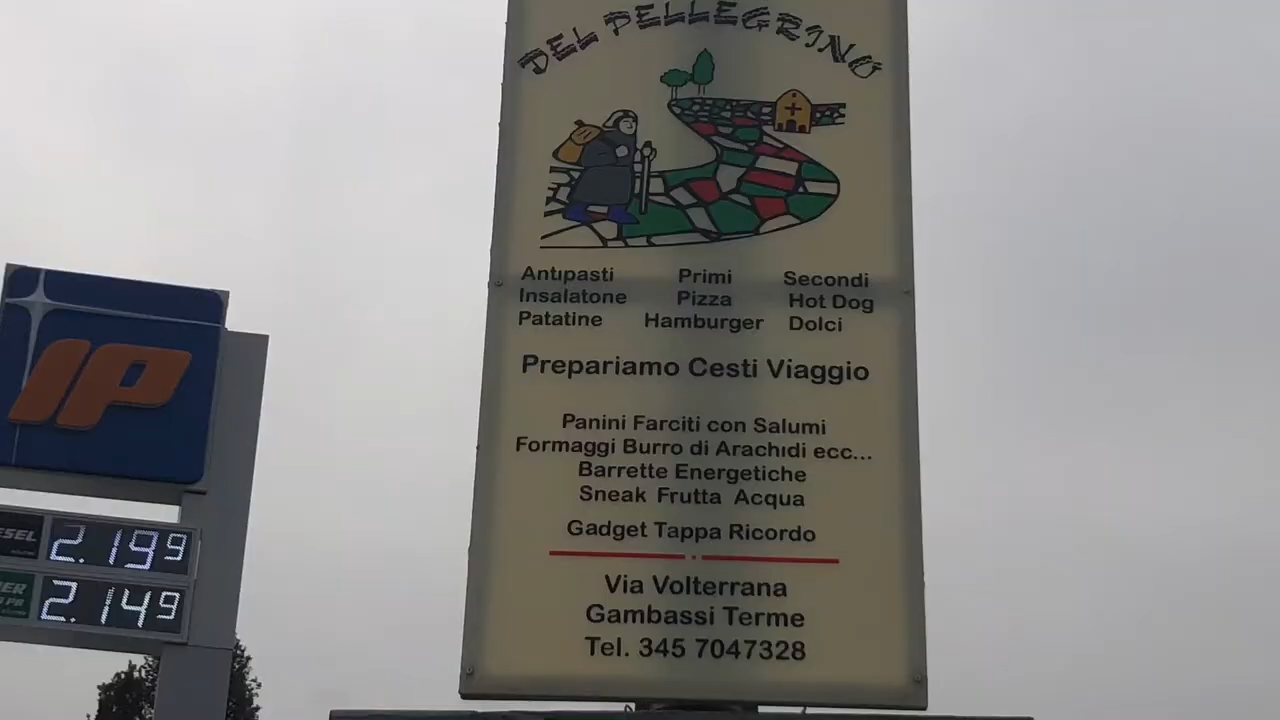 DEL PELLEGRINO
Antipasti Primi Secondi
Insalatone Pizza Hot Dog
Patatine Hamburger Dolci
Prepariamo Cesti Viaggio
Panini Farciti con Salumi
Formaggi Burro di Arachidi ecc...
Barrette Energetiche
Sneak Frutta Acqua
Gadget Tappa Ricordo
Via Volterrana
Gambassi Terme
Tel. 345 7047328
IP
ESEL 2.199
ER 2.149